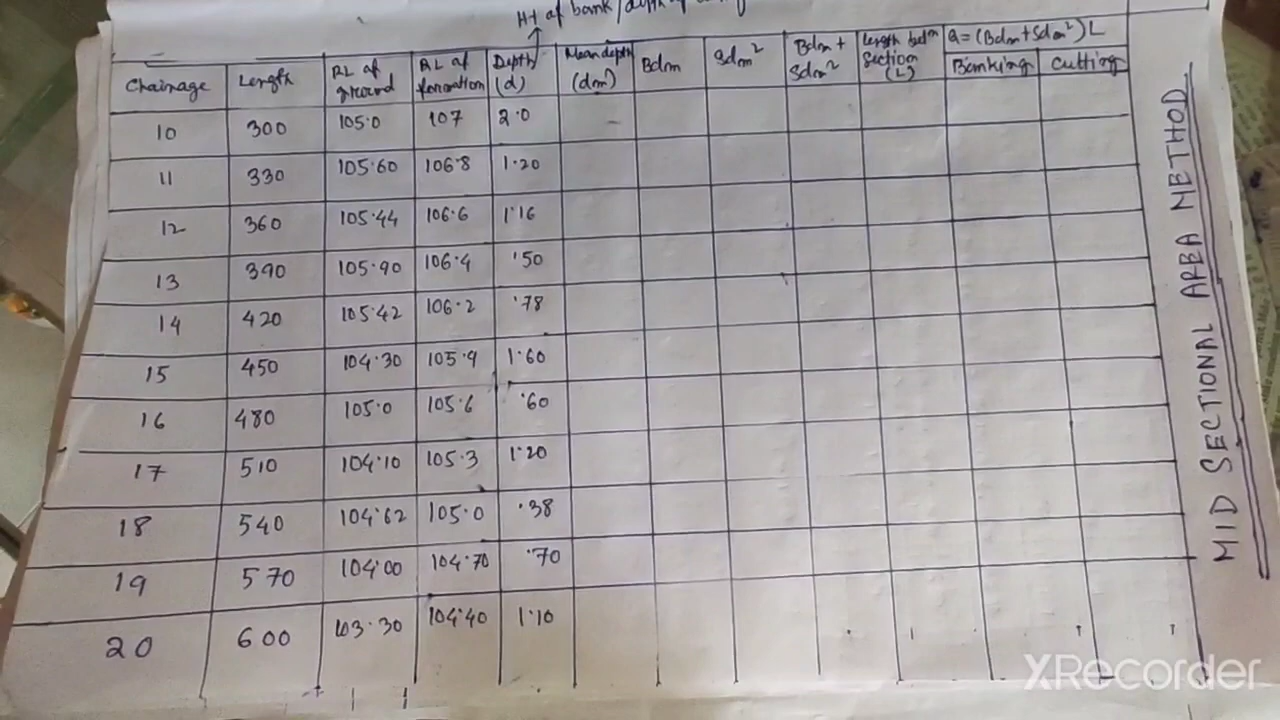 Ht of bank/depth of
Chainage Length RL of ground RL of formation Depth (d) Mean depth (dm) Bdm Sdm² Bdm + Sdm² Length betn Section (L) Q = (Bdm + Sdm²) L
Banking Cutting
10 300 105.0 107 2.0
11 330 105.60 106.8 1.20
12 360 105.44 106.6 1.16
13 390 105.90 106.4 .50
14 420 105.42 106.2 .78
15 450 104.30 105.9 1.60
16 480 105.0 105.6 .60
17 510 104.10 105.3 1.20
18 540 104.62 105.0 .38
19 570 104.00 104.70 .70
20 600 103.30 104.40 1.10
MID SECTIONAL AREA METHOD
XRecorder